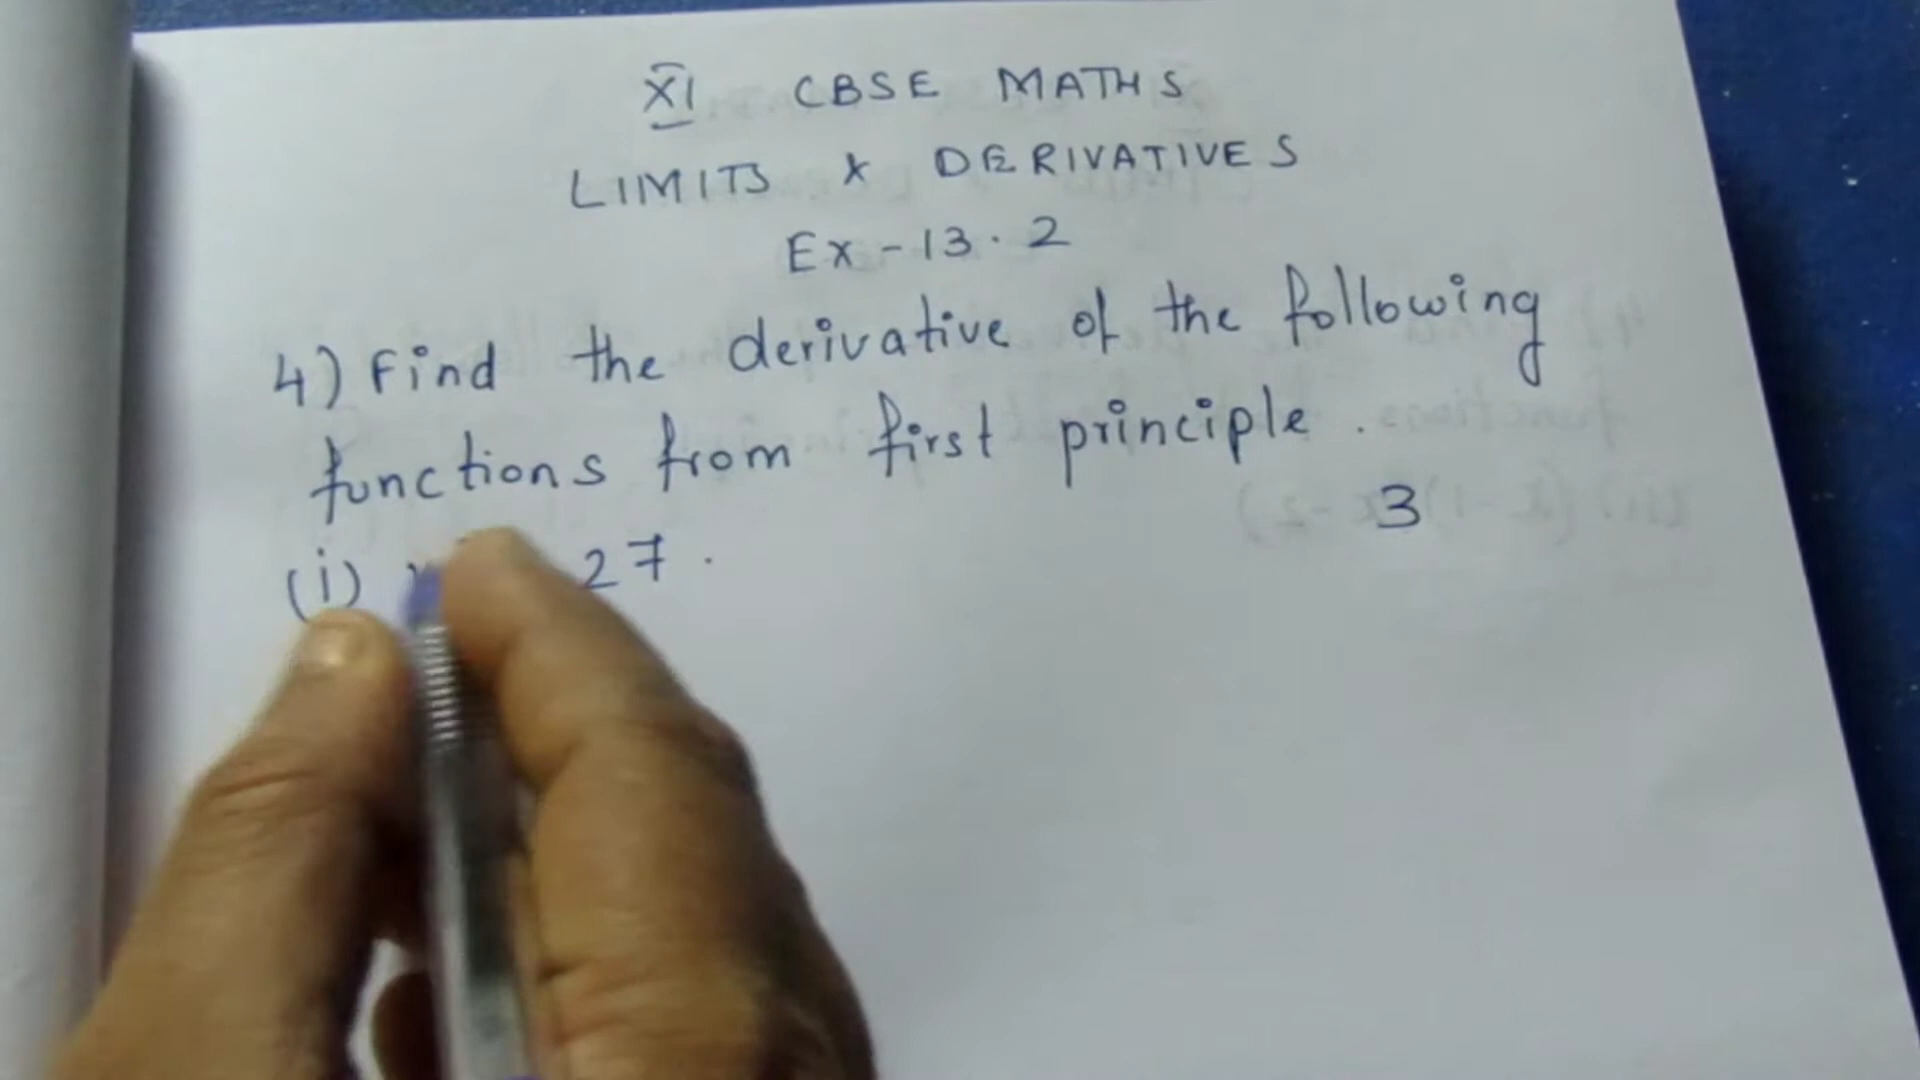 XI CBSE MATHS
LIMITS & DERIVATIVES
Ex - 13.2
4) Find the derivative of the following
functions from first principle.
3
(i) 27.